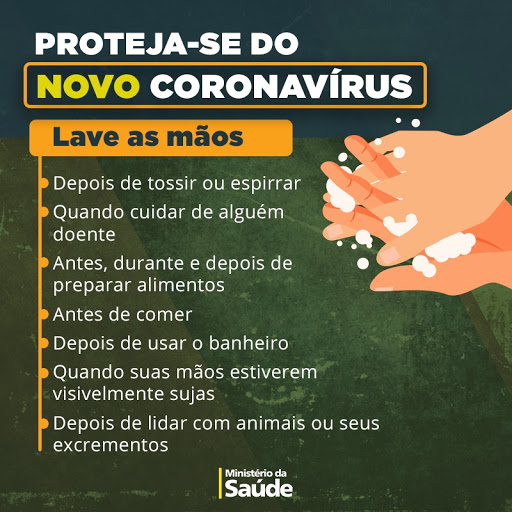 PROTEJA-SE DO
NOVO CORONAVÍRUS
Lave as mãos
Depois de tossir ou espirrar
Quando cuidar de alguém
doente
Antes, durante e depois de
preparar alimentos
Antes de comer
Depois de usar o banheiro
Quando suas mãos estiverem
visivelmente sujas
Depois de lidar com animais ou seus
excrementos
Ministério da
Saúde